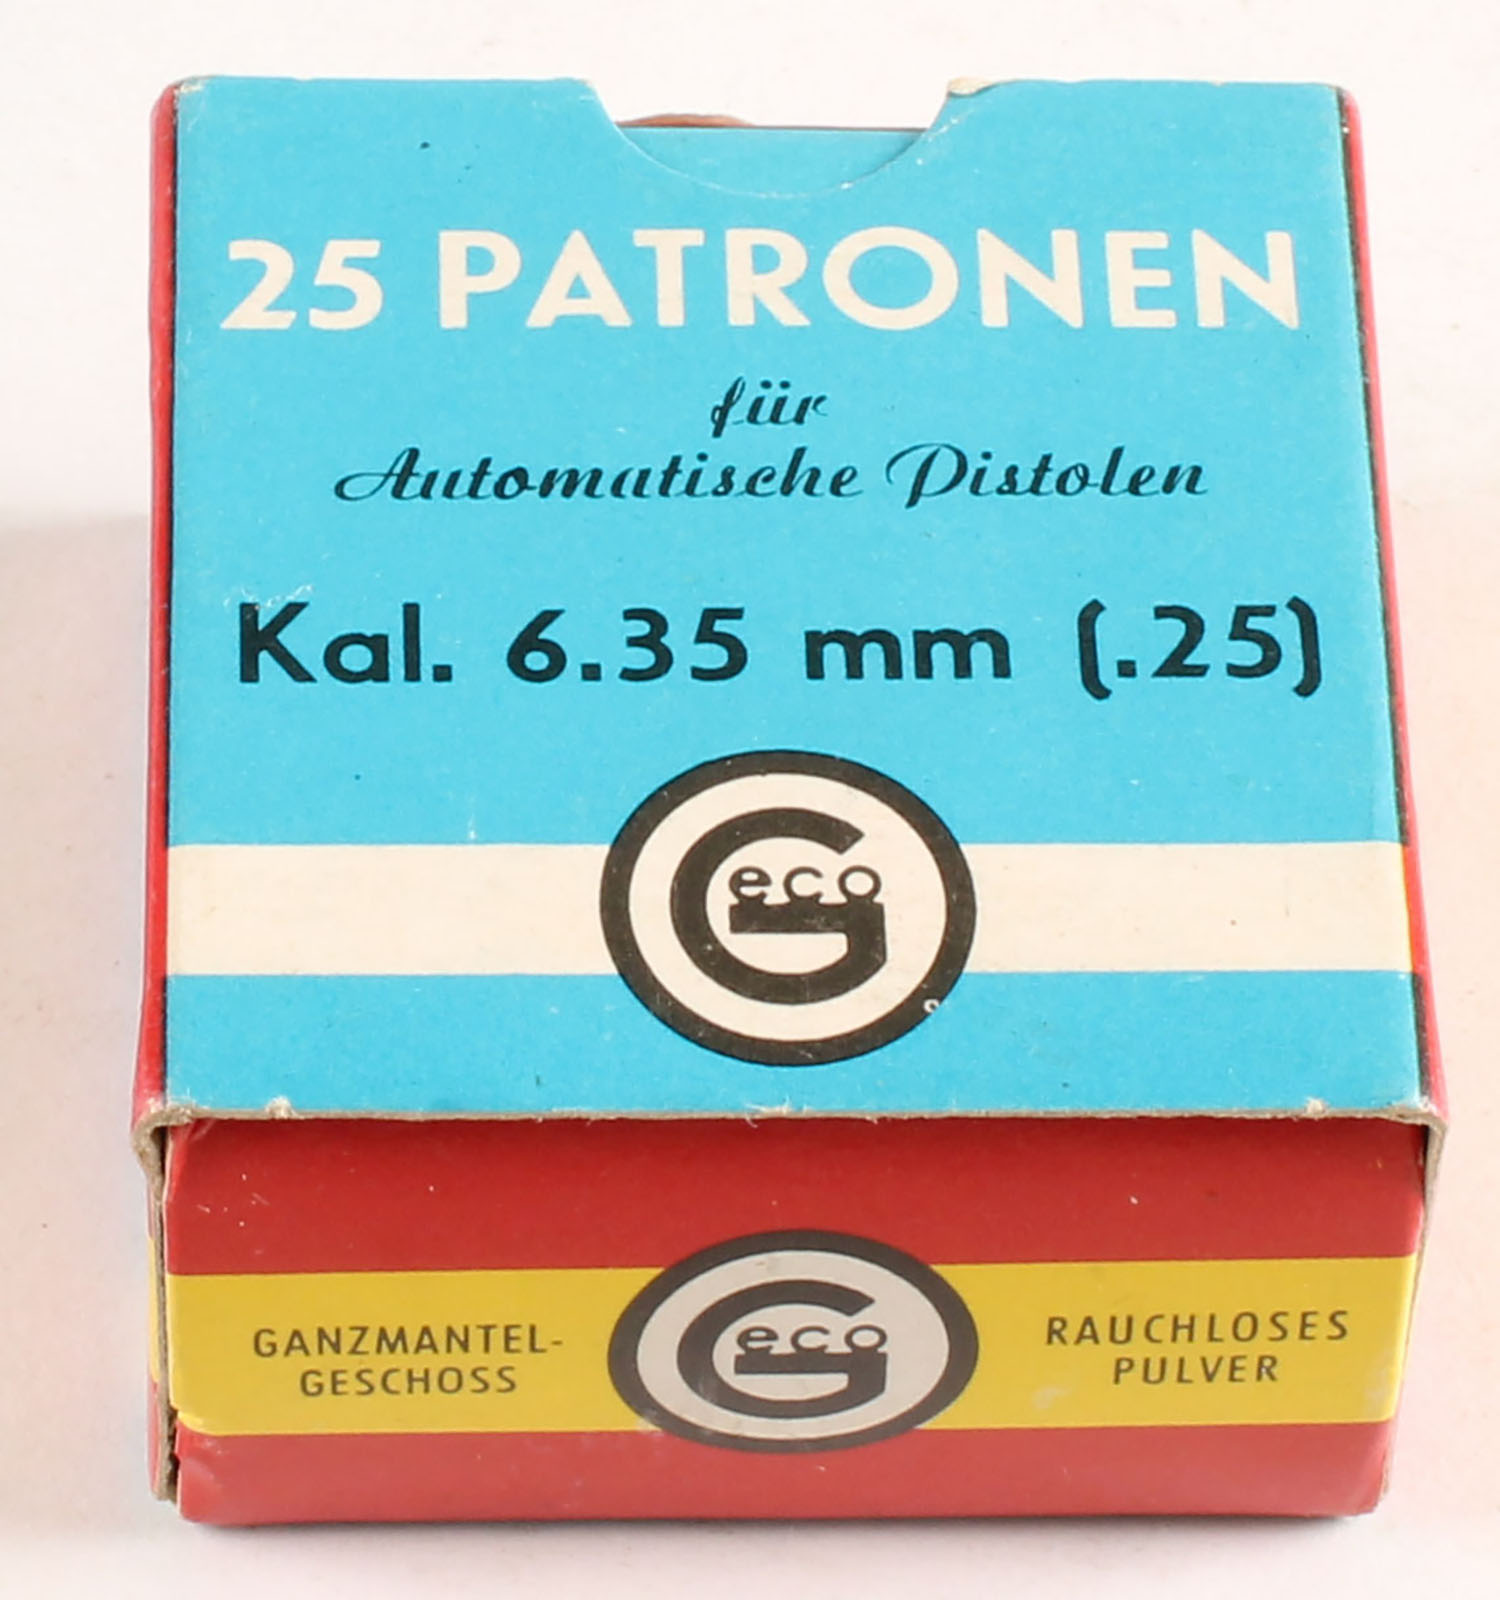 25 PATRONEN
für
Automatische Pistolen
Kal. 6.35 mm (.25)
Geco
GANZMANTEL-
GESCHOSS
Geco
RAUCHLOSES
PULVER